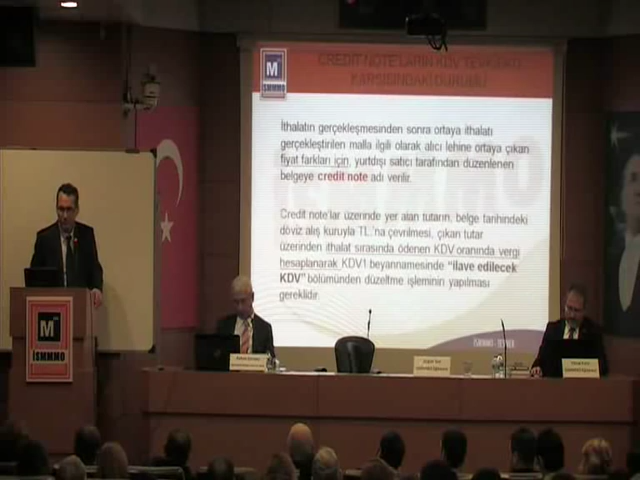 CREDIT NOTE'LARIN KDV TEVKİFATI
KARŞISINDAKİ DURUMU
M
İSMMMO
İthalatın gerçekleşmesinden sonra ortaya ithalatı
gerçekleştirilen malla ilgili olarak alıcı lehine ortaya çıkan
fiyat farkları için, yurtdışı satıcı tarafından düzenlenen
belgeye credit note adı verilir.
Credit note'lar üzerinde yer alan tutarın, belge tarihindeki
döviz alış kuruyla TL.'na çevrilmesi, çıkan tutar
üzerinden ithalat sırasında ödenen KDV oranında vergi
hesaplanarak KDV1 beyannamesinde "ilave edilecek
KDV" bölümünden düzeltme işleminin yapılması
gereklidir.
M
İSMMMO